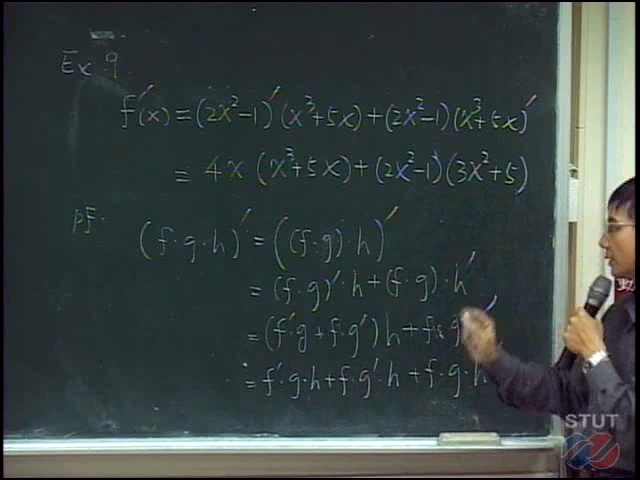 Ex 9
f'(x) = (2x²-1)'(x³+5x)+(2x²-1)(x³+5x)'
= 4x (x³+5x)+(2x²-1)(3x²+5)
pf.
(f·g·h)' = ((f·g)·h)'
= (f·g)'·h+(f·g)·h'
= (f'g+f·g')h+f·g
= f'·g·h+f·g'·h+f·g·h
STUT